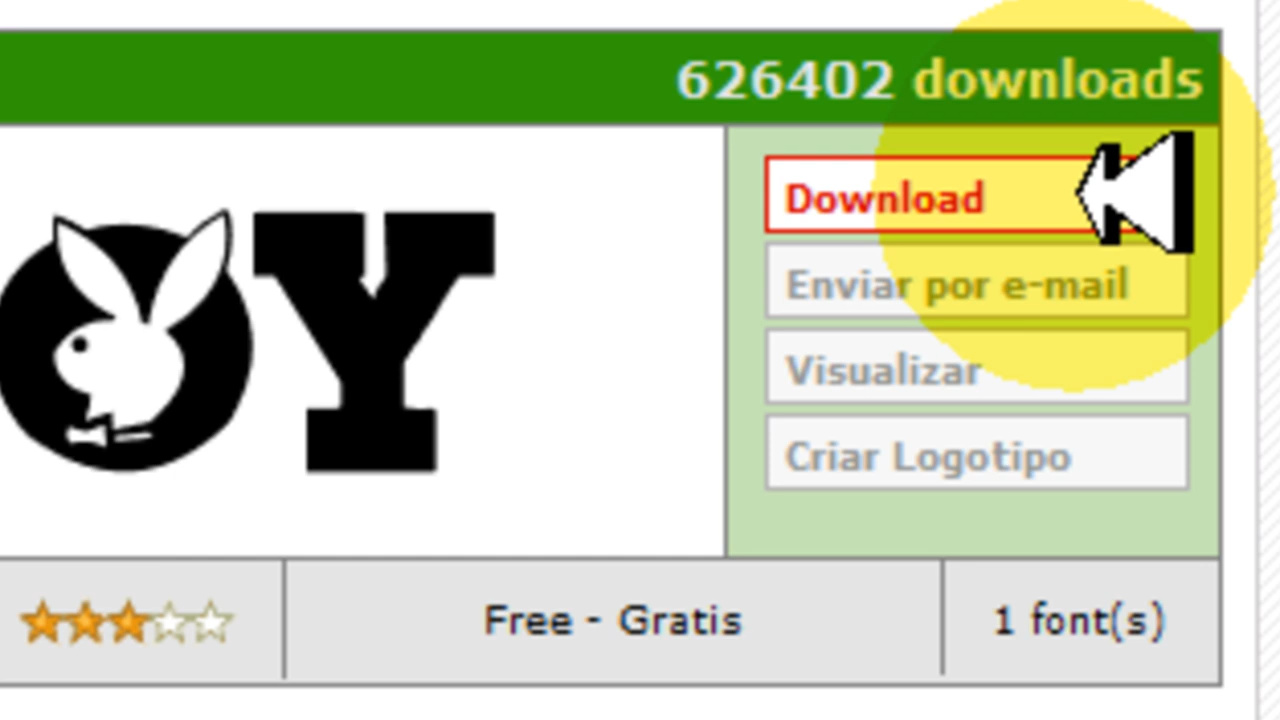 626402 downloads
OY
Download
Enviar por e-mail
Visualizar
Criar Logotipo
Free - Gratis
1 font(s)